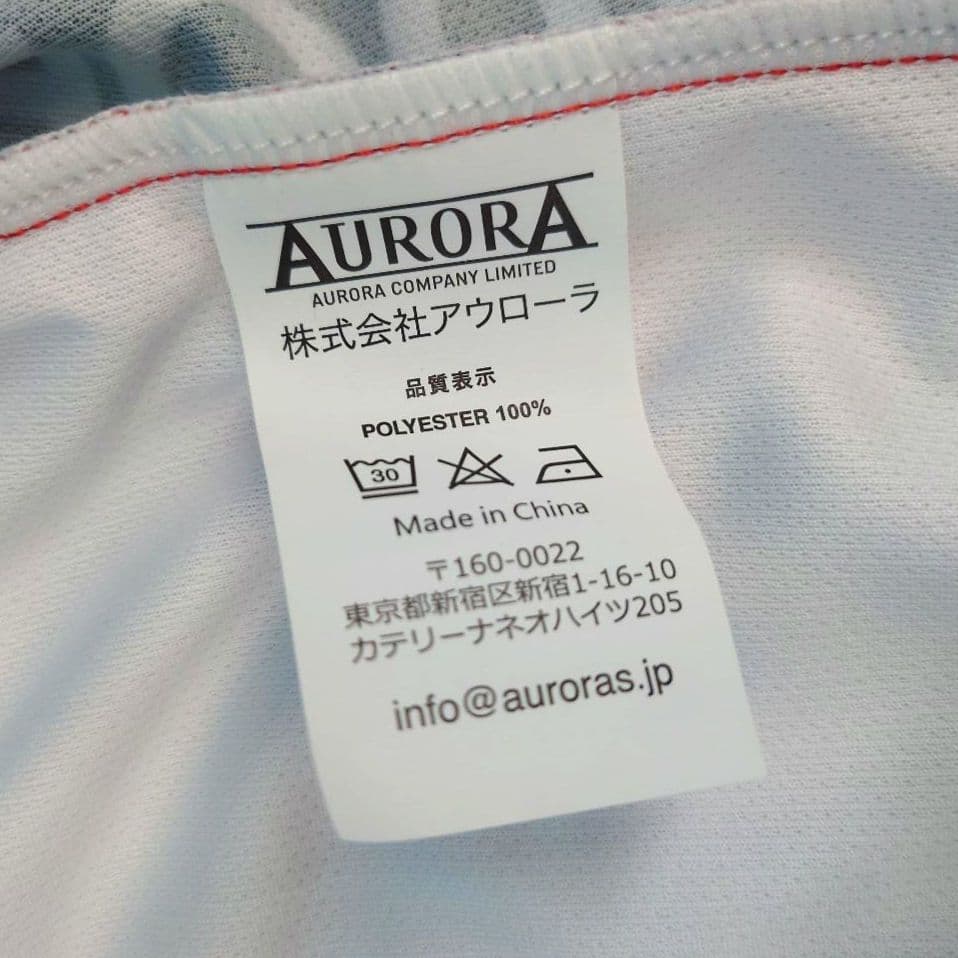 AURORA
AURORA COMPANY LIMITED
株式会社アウローラ
品質表示
POLYESTER 100%
30
Made in China
〒160-0022
東京都新宿区新宿1-16-10
カテリーナネオハイツ205
info@auroras.jp